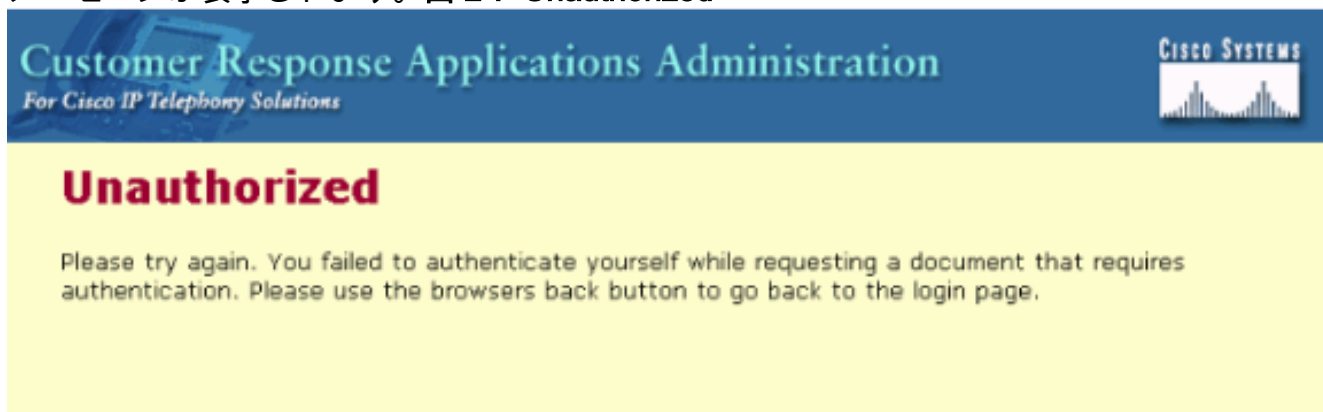 Customer Response Applications Administration
For Cisco IP Telephony Solutions
CISCO SYSTEMS
Unauthorized
Please try again. You failed to authenticate yourself while requesting a document that requires
authentication. Please use the browsers back button to go back to the login page.